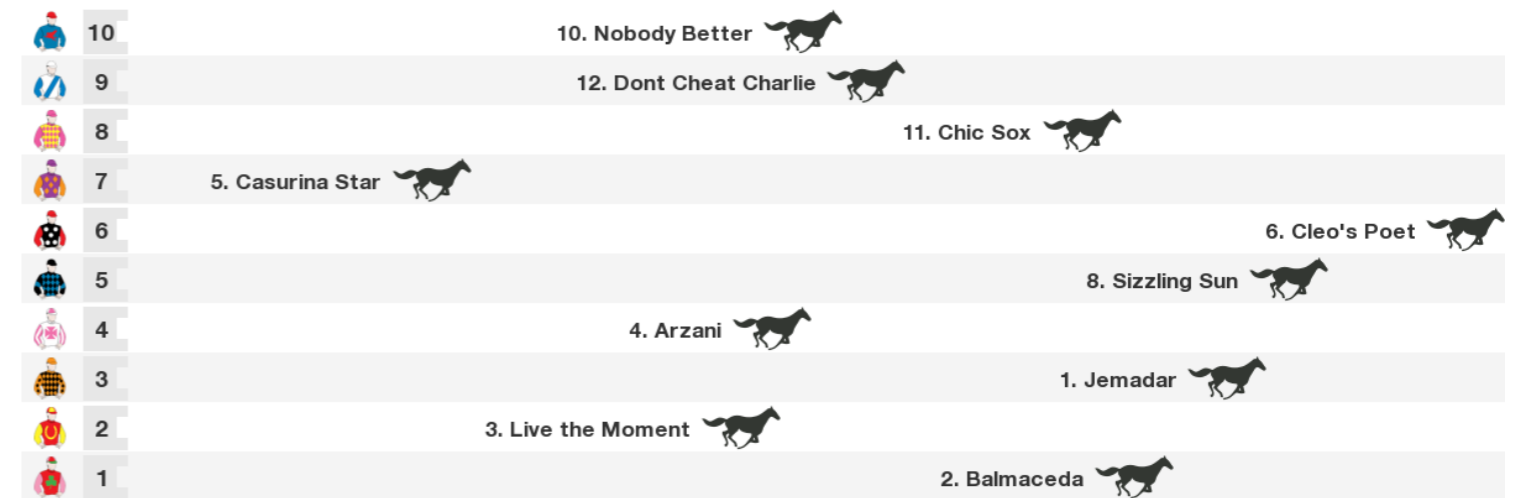 10 10. Nobody Better
9 12. Dont Cheat Charlie
8 11. Chic Sox
7 5. Casurina Star
6 6. Cleo's Poet
5 8. Sizzling Sun
4 4. Arzani
3 1. Jemadar
2 3. Live the Moment
1 2. Balmaceda